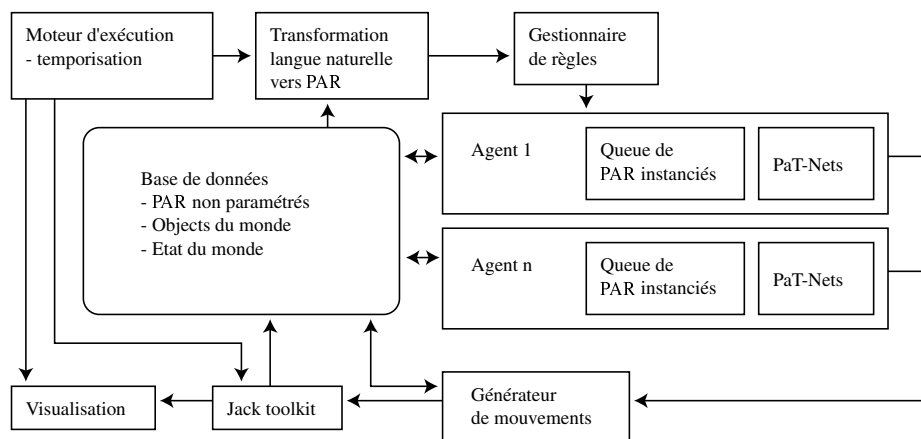 Moteur d'exécution
- temporisation
Transformation
langue naturelle
vers PAR
Gestionnaire
de règles
Base de données
- PAR non paramétrés
- Objects du monde
- Etat du monde
Agent 1
Queue de
PAR instanciés
PaT-Nets
Agent n
Queue de
PAR instanciés
PaT-Nets
Visualisation
Jack toolkit
Générateur
de mouvements